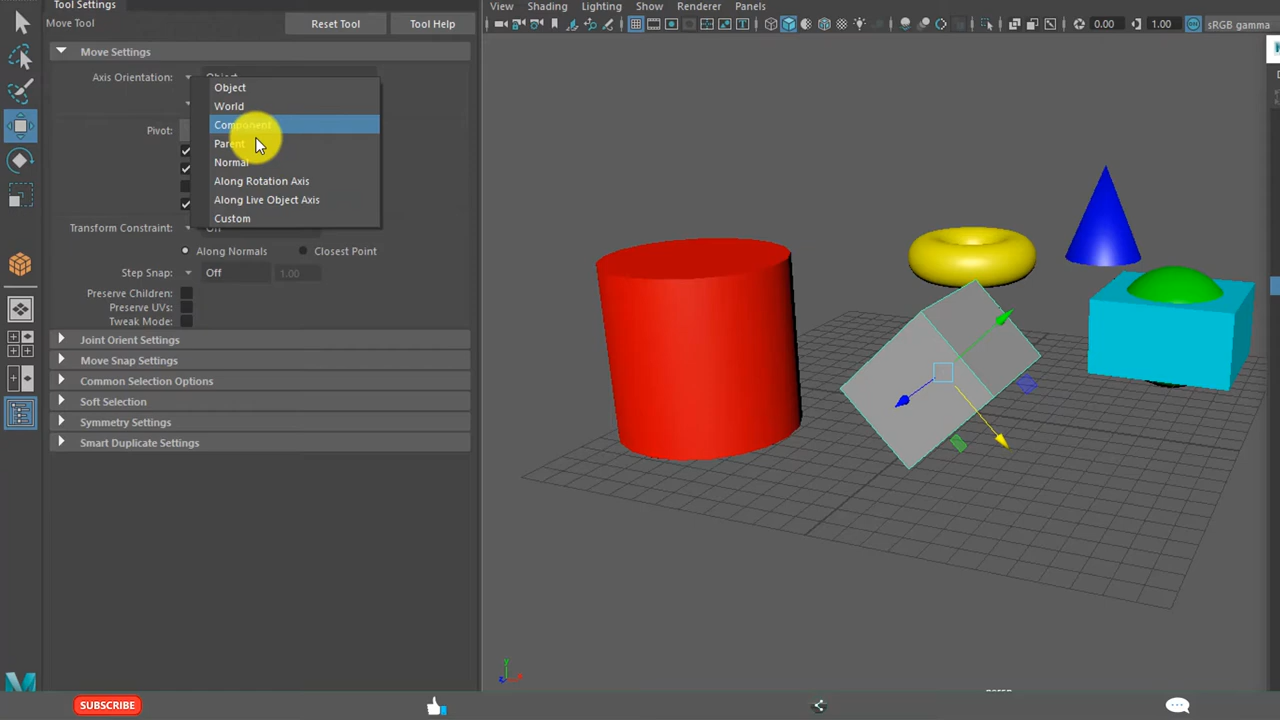 Tool Settings
Move Tool
Reset Tool
Tool Help
Move Settings
Axis Orientation:
Object
Object
World
Component
Parent
Normal
Along Rotation Axis
Along Live Object Axis
Custom
Pivot:
Transform Constraint:
Off
Along Normals
Closest Point
Step Snap:
Off
1.00
Preserve Children:
Preserve UVs:
Tweak Mode:
Joint Orient Settings
Move Snap Settings
Common Selection Options
Soft Selection
Symmetry Settings
Smart Duplicate Settings
View Shading Lighting Show Renderer Panels
0.00 1.00 sRGB gamma
y
z x
SUBSCRIBE